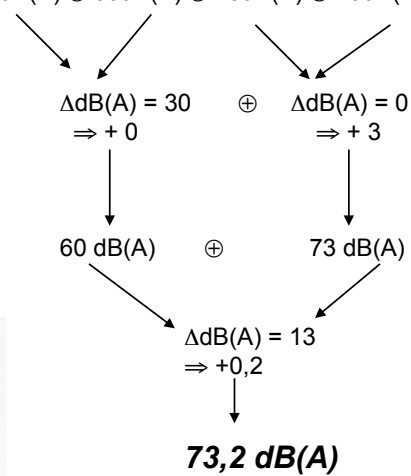 ΔdB(A) = 30 ⊕ ΔdB(A) = 0
⇒ + 0 ⇒ + 3
60 dB(A) ⊕ 73 dB(A)
ΔdB(A) = 13
⇒ +0,2
73,2 dB(A)